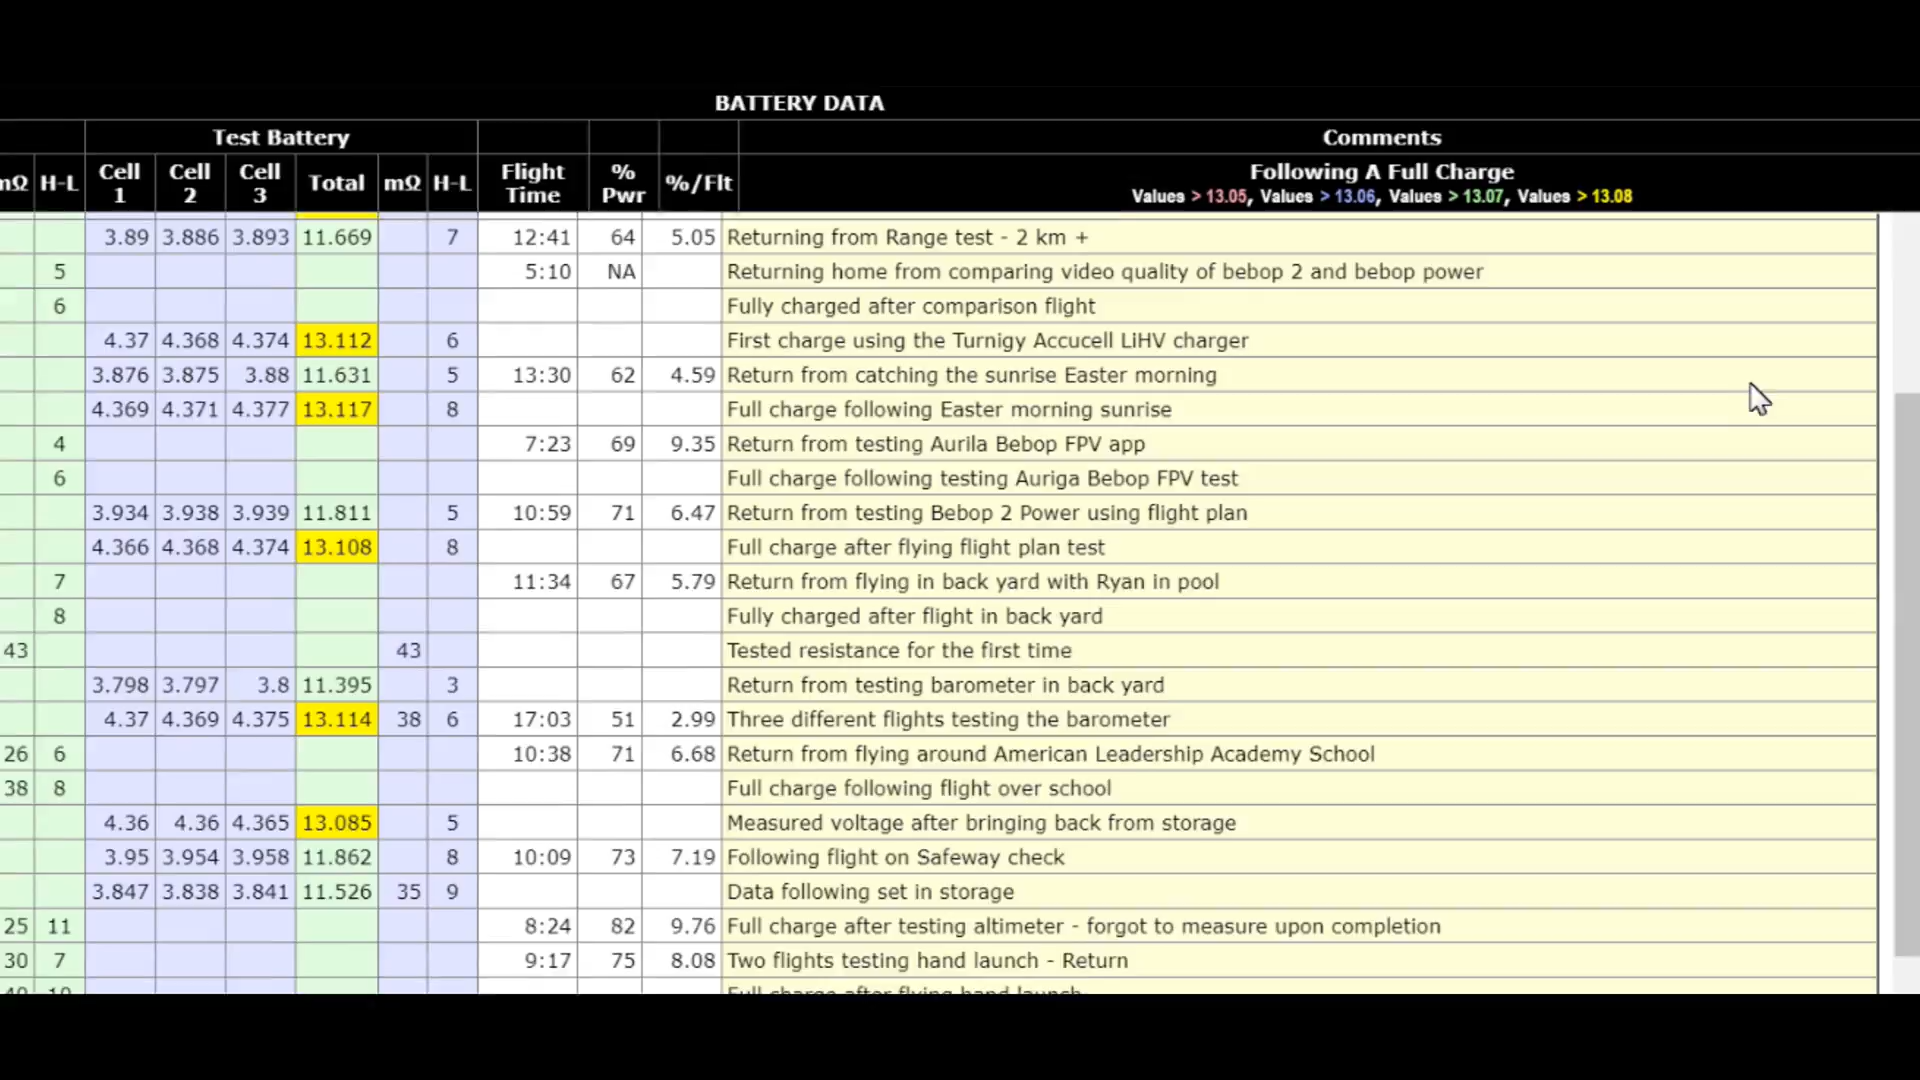 BATTERY DATA
Test Battery Comments
mΩ H-L Cell 1 Cell 2 Cell 3 Total mΩ H-L Flight Time % Pwr %/Flt Following A Full Charge
Values > 13.05, Values > 13.06, Values > 13.07, Values > 13.08
3.89 3.886 3.893 11.669 7 12:41 64 5.05 Returning from Range test - 2 km +
5 5:10 NA Returning home from comparing video quality of bebop 2 and bebop power
6 Fully charged after comparison flight
4.37 4.368 4.374 13.112 6 First charge using the Turnigy Accucell LiHV charger
3.876 3.875 3.88 11.631 5 13:30 62 4.59 Return from catching the sunrise Easter morning
4.369 4.371 4.377 13.117 8 Full charge following Easter morning sunrise
4 7:23 69 9.35 Return from testing Aurila Bebop FPV app
6 Full charge following testing Auriga Bebop FPV test
3.934 3.938 3.939 11.811 5 10:59 71 6.47 Return from testing Bebop 2 Power using flight plan
4.366 4.368 4.374 13.108 8 Full charge after flying flight plan test
7 11:34 67 5.79 Return from flying in back yard with Ryan in pool
8 Fully charged after flight in back yard
43 43 Tested resistance for the first time
3.798 3.797 3.8 11.395 3 Return from testing barometer in back yard
4.37 4.369 4.375 13.114 38 6 17:03 51 2.99 Three different flights testing the barometer
26 6 10:38 71 6.68 Return from flying around American Leadership Academy School
38 8 Full charge following flight over school
4.36 4.36 4.365 13.085 5 Measured voltage after bringing back from storage
3.95 3.954 3.958 11.862 8 10:09 73 7.19 Following flight on Safeway check
3.847 3.838 3.841 11.526 35 9 Data following set in storage
25 11 8:24 82 9.76 Full charge after testing altimeter - forgot to measure upon completion
30 7 9:17 75 8.08 Two flights testing hand launch - Return
Full charge after flying hand launch